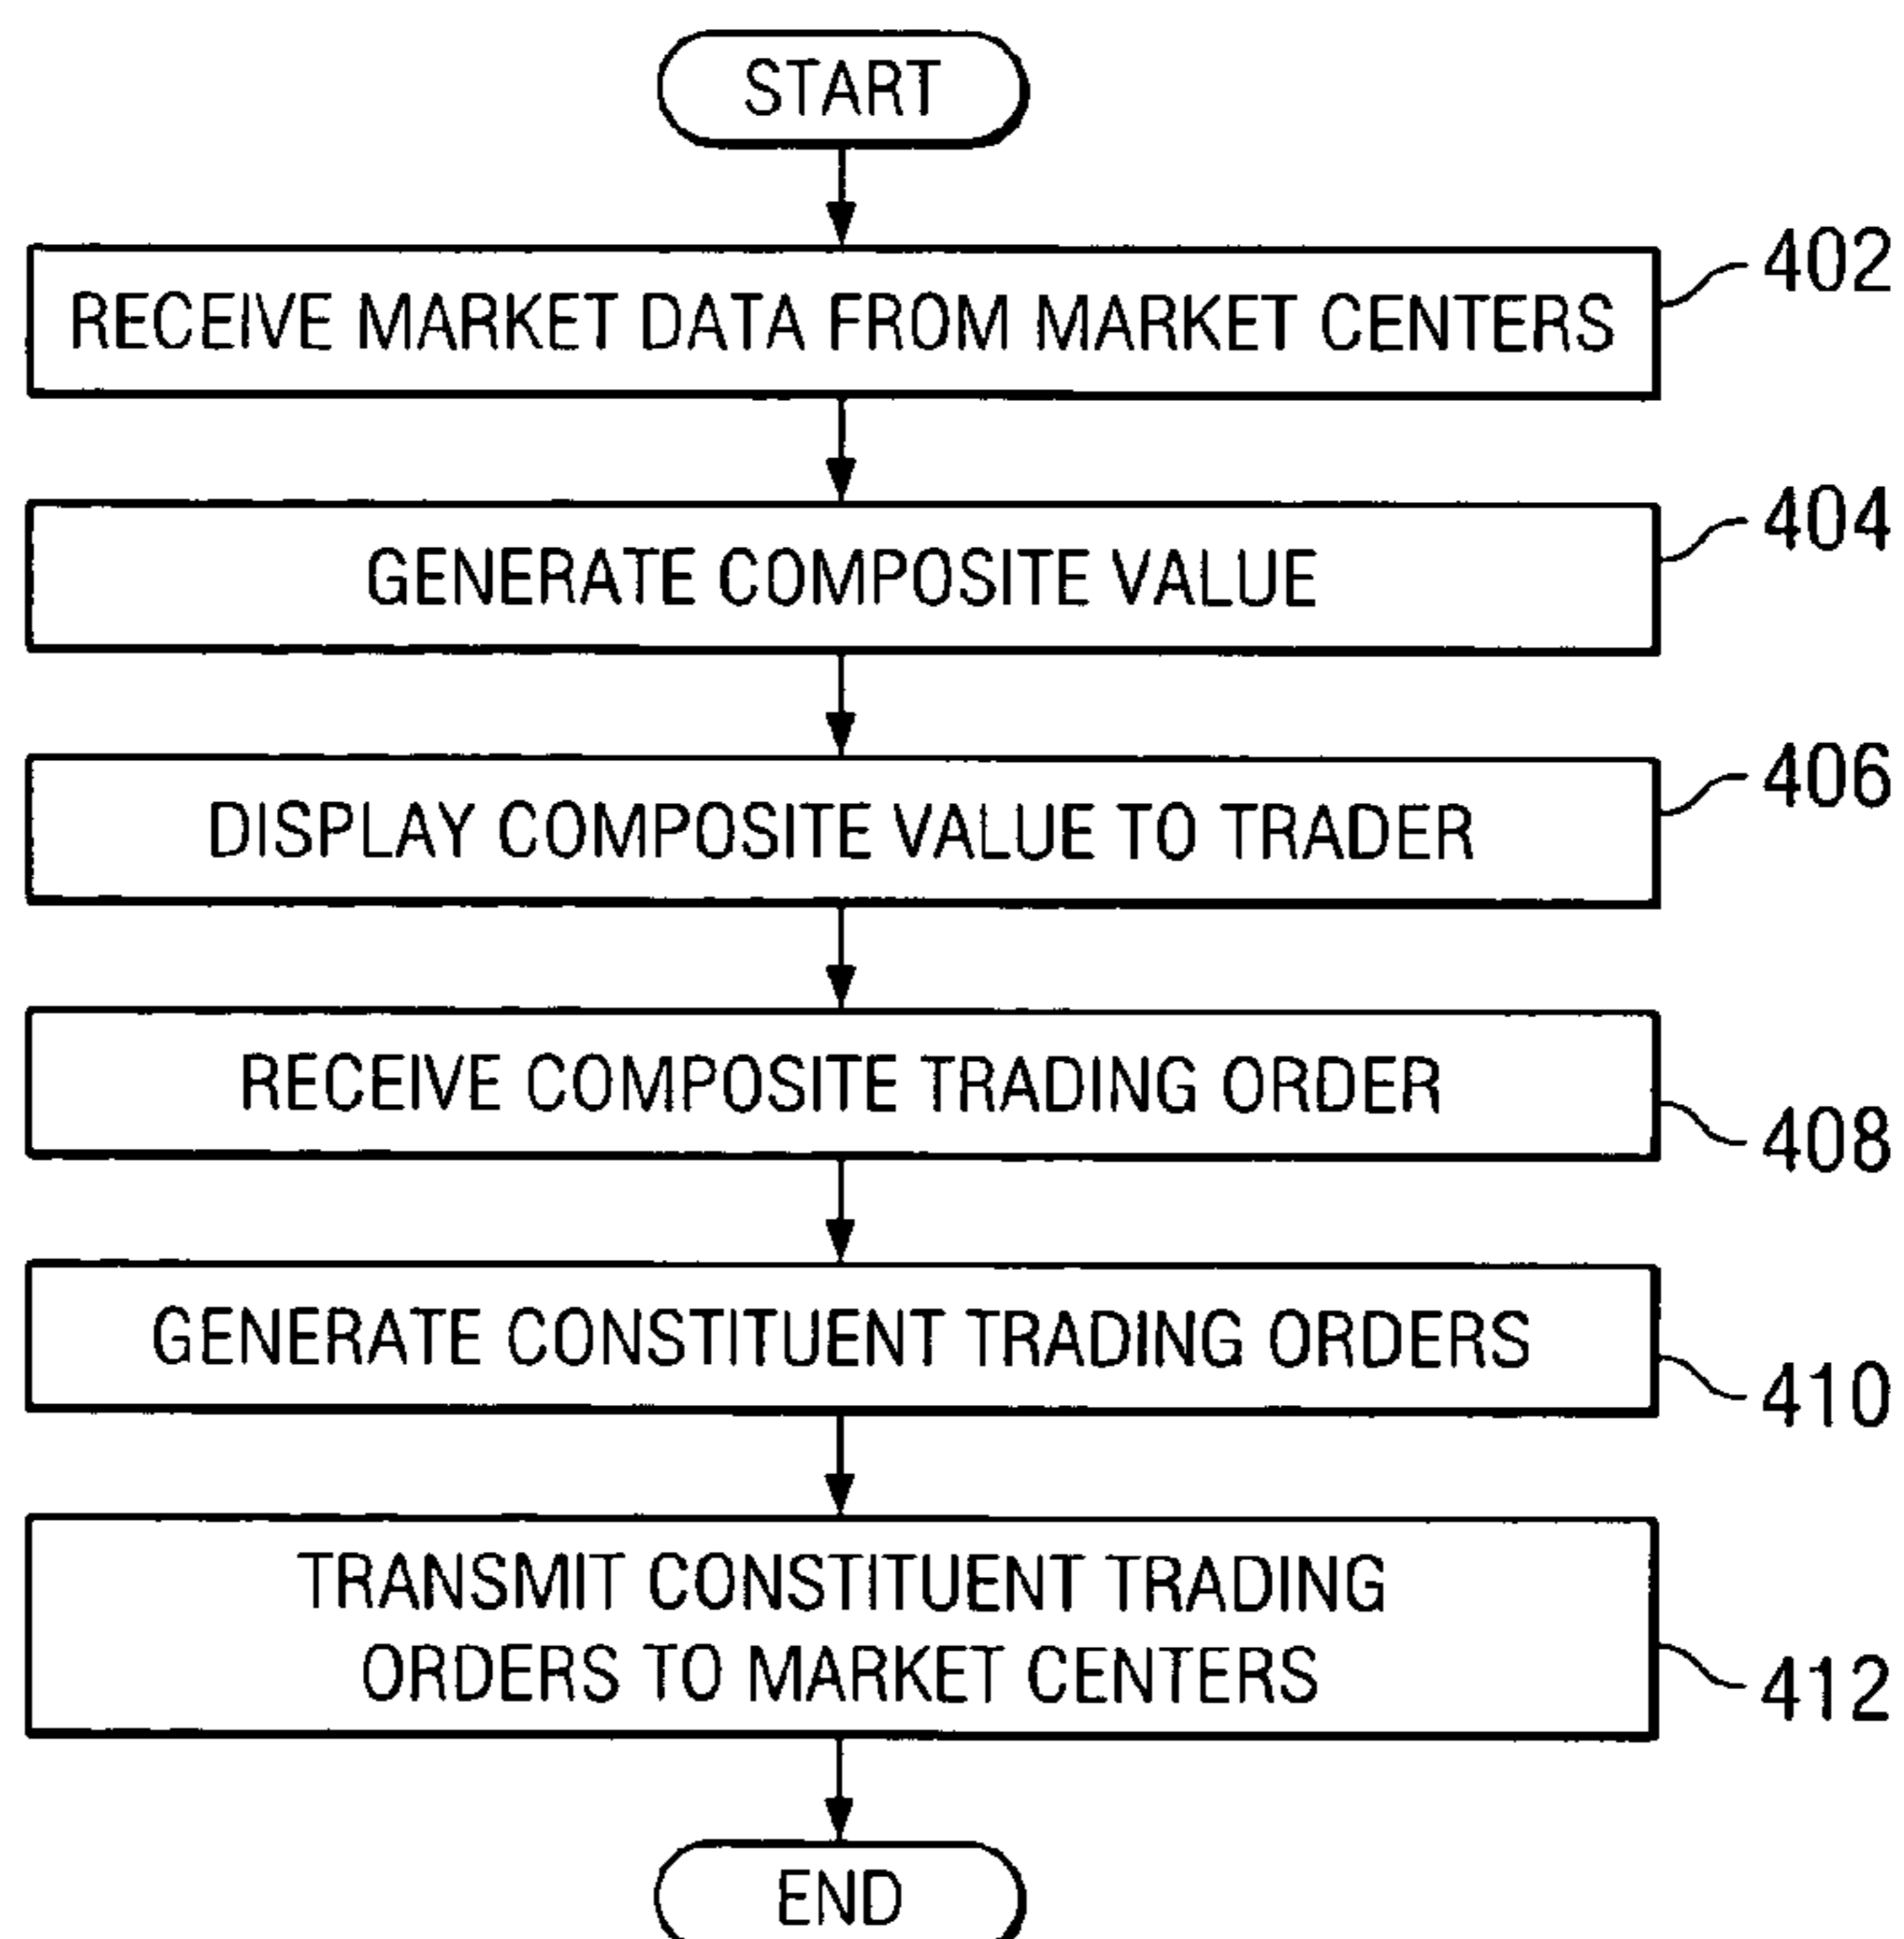 START
RECEIVE MARKET DATA FROM MARKET CENTERS
402
GENERATE COMPOSITE VALUE
404
DISPLAY COMPOSITE VALUE TO TRADER
406
RECEIVE COMPOSITE TRADING ORDER
408
GENERATE CONSTITUENT TRADING ORDERS
410
TRANSMIT CONSTITUENT TRADING
ORDERS TO MARKET CENTERS
412
END